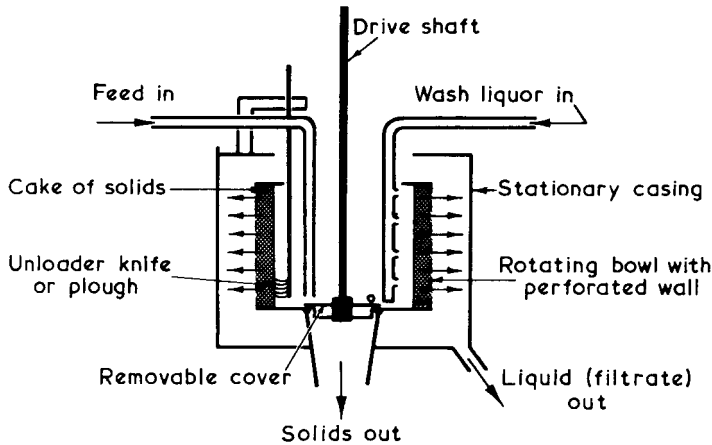 Drive shaft
Feed in
Wash liquor in
Cake of solids
Stationary casing
Unloader knife
or plough
Rotating bowl with
perforated wall
Removable cover
Liquid (filtrate)
out
Solids out